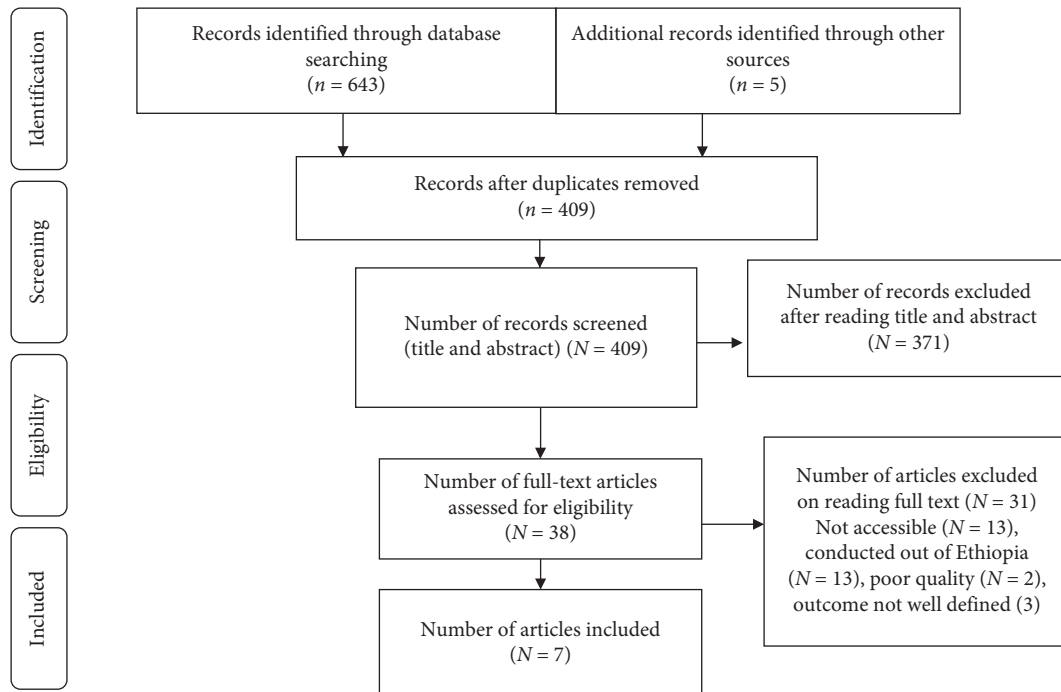 Identification
Records identified through database
searching
(n = 643)
Additional records identified through other
sources
(n = 5)
Screening
Records after duplicates removed
(n = 409)
Number of records screened
(title and abstract) (N = 409)
Number of records excluded
after reading title and abstract
(N = 371)
Eligibility
Number of full-text articles
assessed for eligibility
(N = 38)
Number of articles excluded
on reading full text (N = 31)
Not accessible (N = 13),
conducted out of Ethiopia
(N = 13), poor quality (N = 2),
outcome not well defined (3)
Included
Number of articles included
(N = 7)